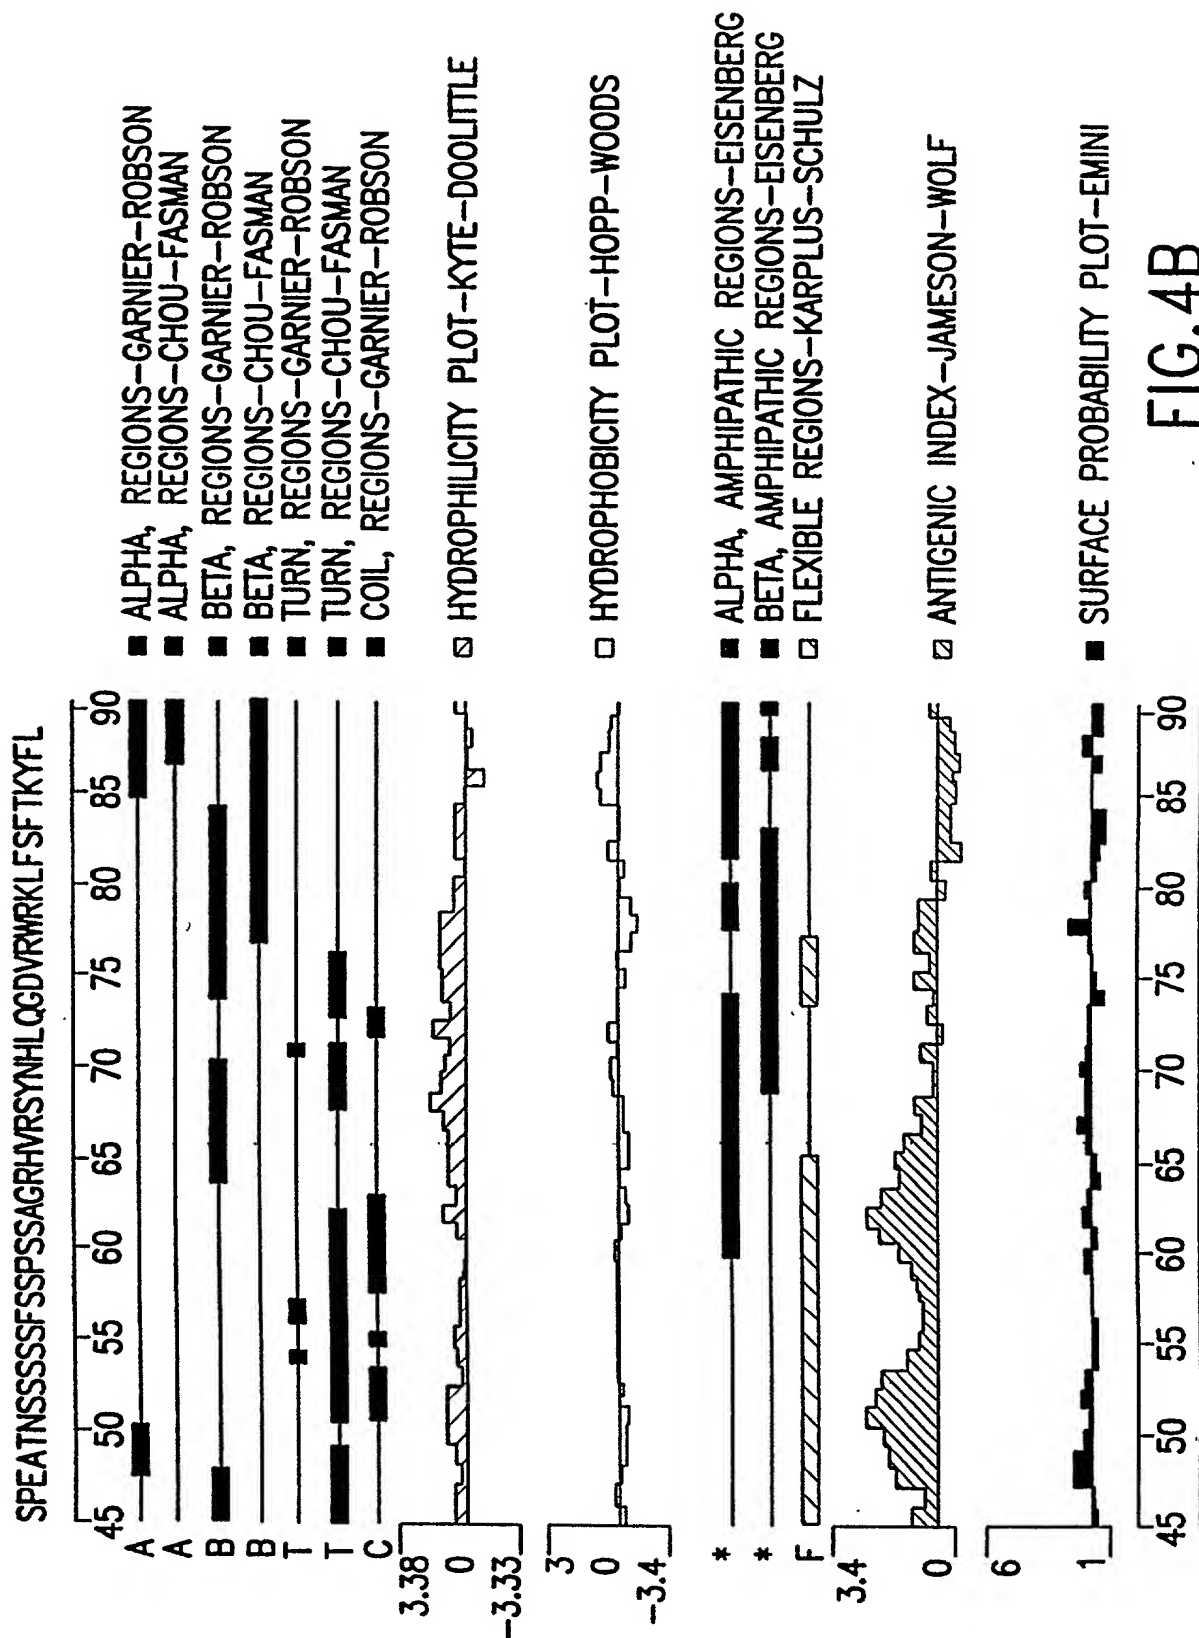 SPEATNSSSSSFSSPSSAGRHVRSYNHLQGDVRWRKLFSFTKYFL
45 50 55 60 65 70 75 80 85 90
A ALPHA, REGIONS-GARNIER-ROBSON
A ALPHA, REGIONS-CHOU-FASMAN
B BETA, REGIONS-GARNIER-ROBSON
B BETA, REGIONS-CHOU-FASMAN
T TURN, REGIONS-GARNIER-ROBSON
T TURN, REGIONS-CHOU-FASMAN
C COIL, REGIONS-GARNIER-ROBSON
3.38
0 HYDROPHILICITY PLOT-KYTE-DOOLITTLE
-3.33
3
0 HYDROPHOBICITY PLOT-HOPP-WOODS
-3.4
* ALPHA, AMPHIPATHIC REGIONS-EISENBERG
* BETA, AMPHIPATHIC REGIONS-EISENBERG
F FLEXIBLE REGIONS-KARPLUS-SCHULZ
3.4
0 ANTIGENIC INDEX-JAMESON-WOLF
6
1 SURFACE PROBABILITY PLOT-EMINI
45 50 55 60 65 70 75 80 85 90
FIG.4B